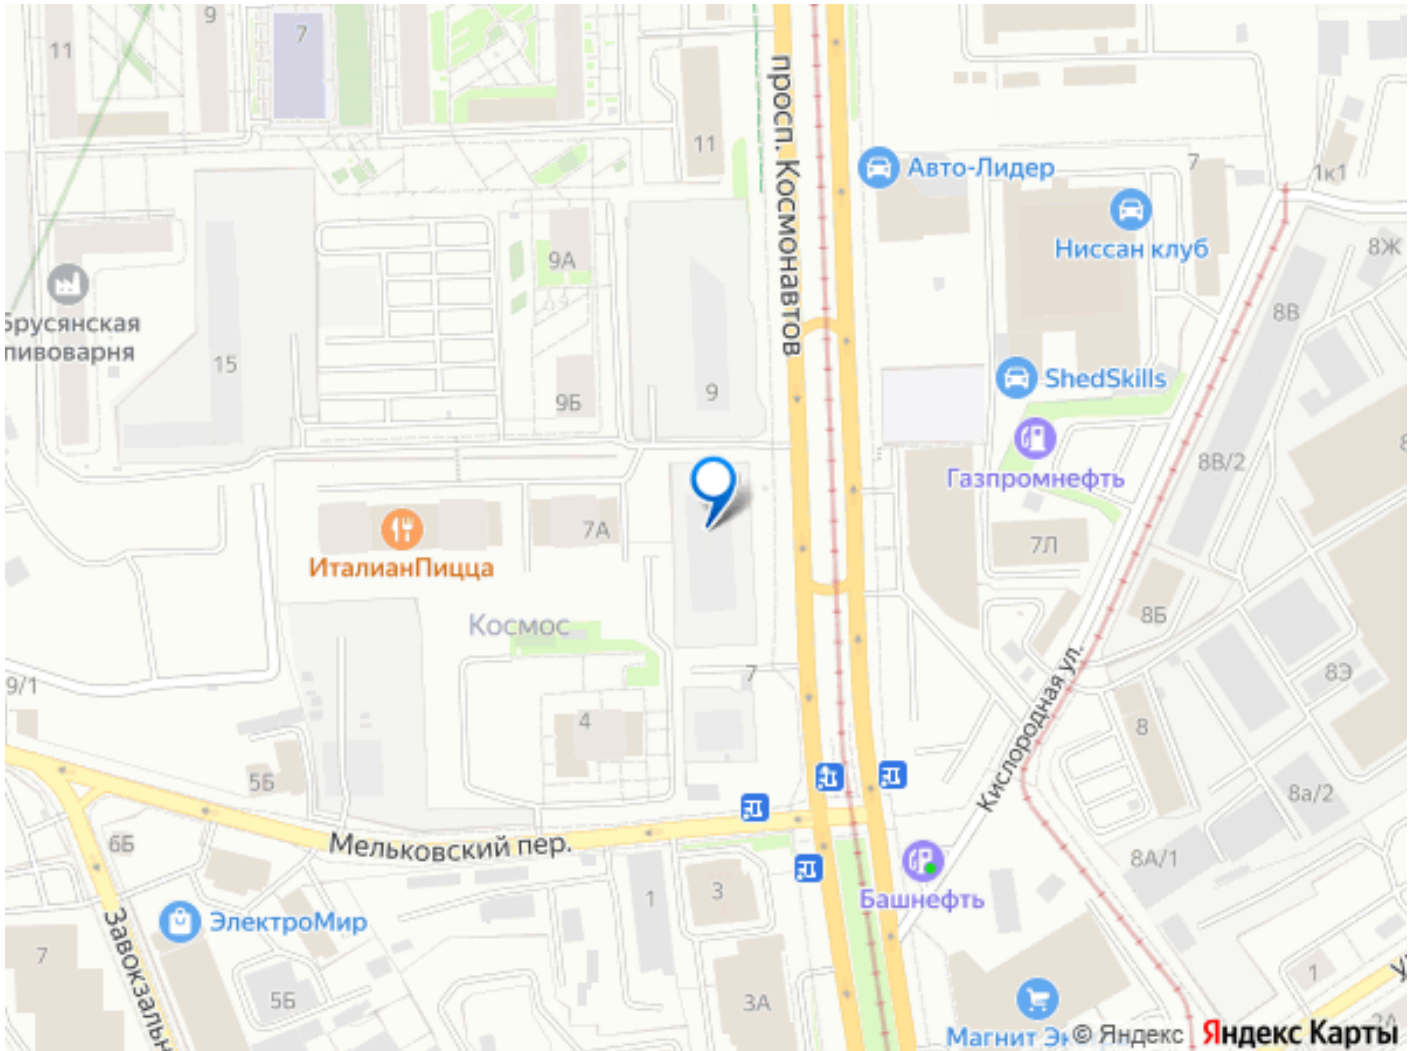 9
7
11
11
просп. Космонавтов
Авто-Лидер
7
1к1
Ниссан клуб
8Ж
9А
8В
Брусянская
пивоварня
15
9Б
9
ShedSkills
Газпромнефть
8В/2
7А
ИталианПицца
7Л
Космос
8Б
Кислородная ул.
9/1
7
8Э
4
8
5Б
8а/2
Мельковский пер.
6Б
8А/1
1
3
Башнефть
ЭлектроМир
Завокзальн
7
5Б
3А
1
2А
Магнит Эк
© Яндекс
Яндекс Карты